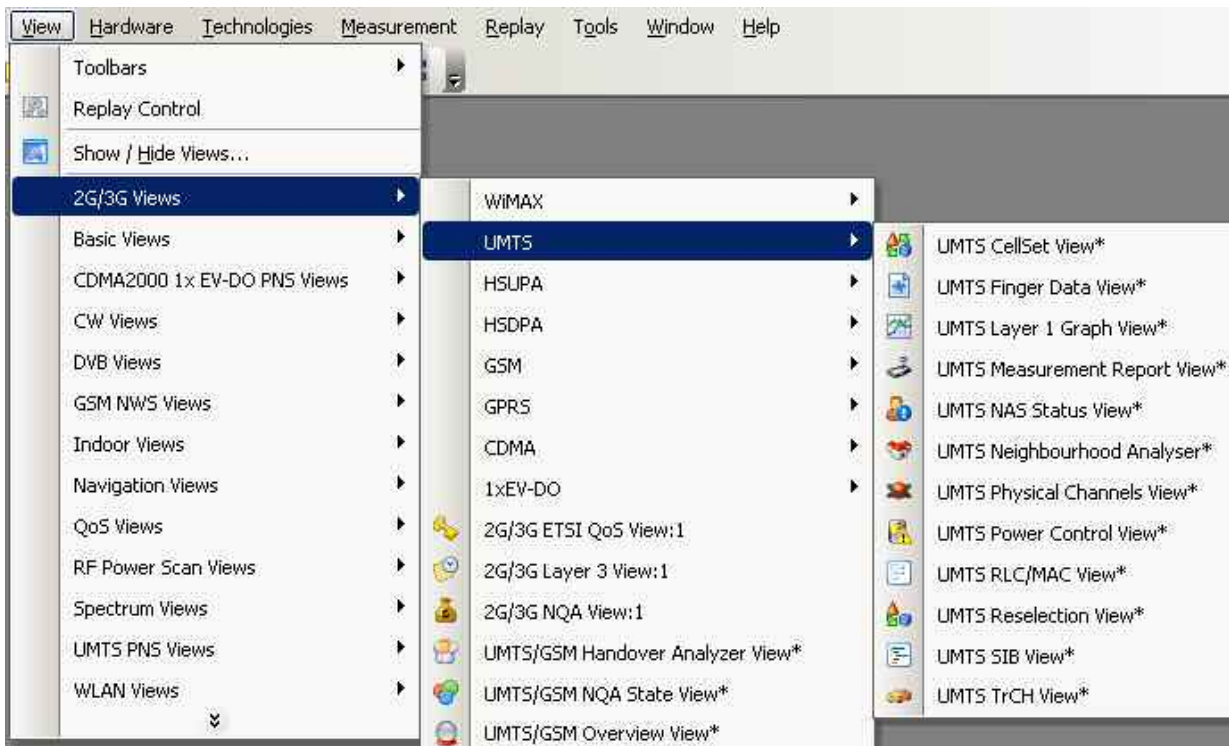 View Hardware Technologies Measurement Replay Tools Window Help
Toolbars
Replay Control
Show / Hide Views...
2G/3G Views
Basic Views
CDMA2000 1x EV-DO PNS Views
CW Views
DVB Views
GSM NWS Views
Indoor Views
Navigation Views
QoS Views
RF Power Scan Views
Spectrum Views
UMTS PNS Views
WLAN Views
WiMAX
UMTS
HSUPA
HSDPA
GSM
GPRS
CDMA
1xEV-DO
2G/3G ETSI QoS View:1
2G/3G Layer 3 View:1
2G/3G NQA View:1
UMTS/GSM Handover Analyzer View*
UMTS/GSM NQA State View*
UMTS/GSM Overview View*
UMTS CellSet View*
UMTS Finger Data View*
UMTS Layer 1 Graph View*
UMTS Measurement Report View*
UMTS NAS Status View*
UMTS Neighbourhood Analyser*
UMTS Physical Channels View*
UMTS Power Control View*
UMTS RLC/MAC View*
UMTS Reselection View*
UMTS SIB View*
UMTS TrCH View*